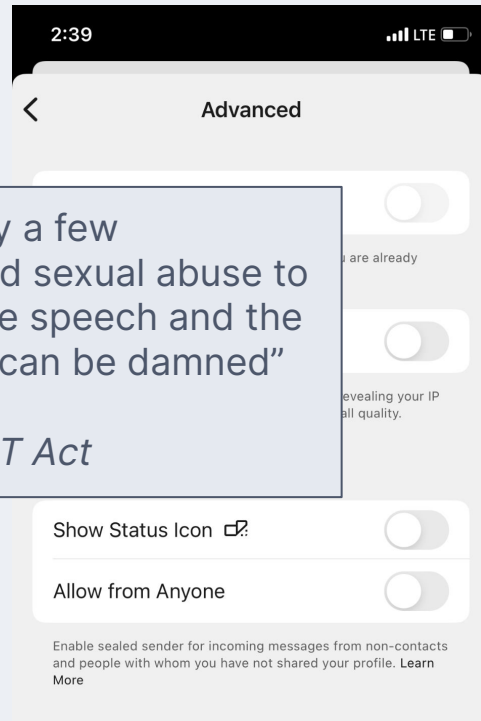 2:39
LTE
Advanced
y a few
d sexual abuse to
e speech and the
can be damned”
T Act
are already
evealing your IP
all quality.
Show Status Icon
Allow from Anyone
Enable sealed sender for incoming messages from non-contacts
and people with whom you have not shared your profile. Learn
More